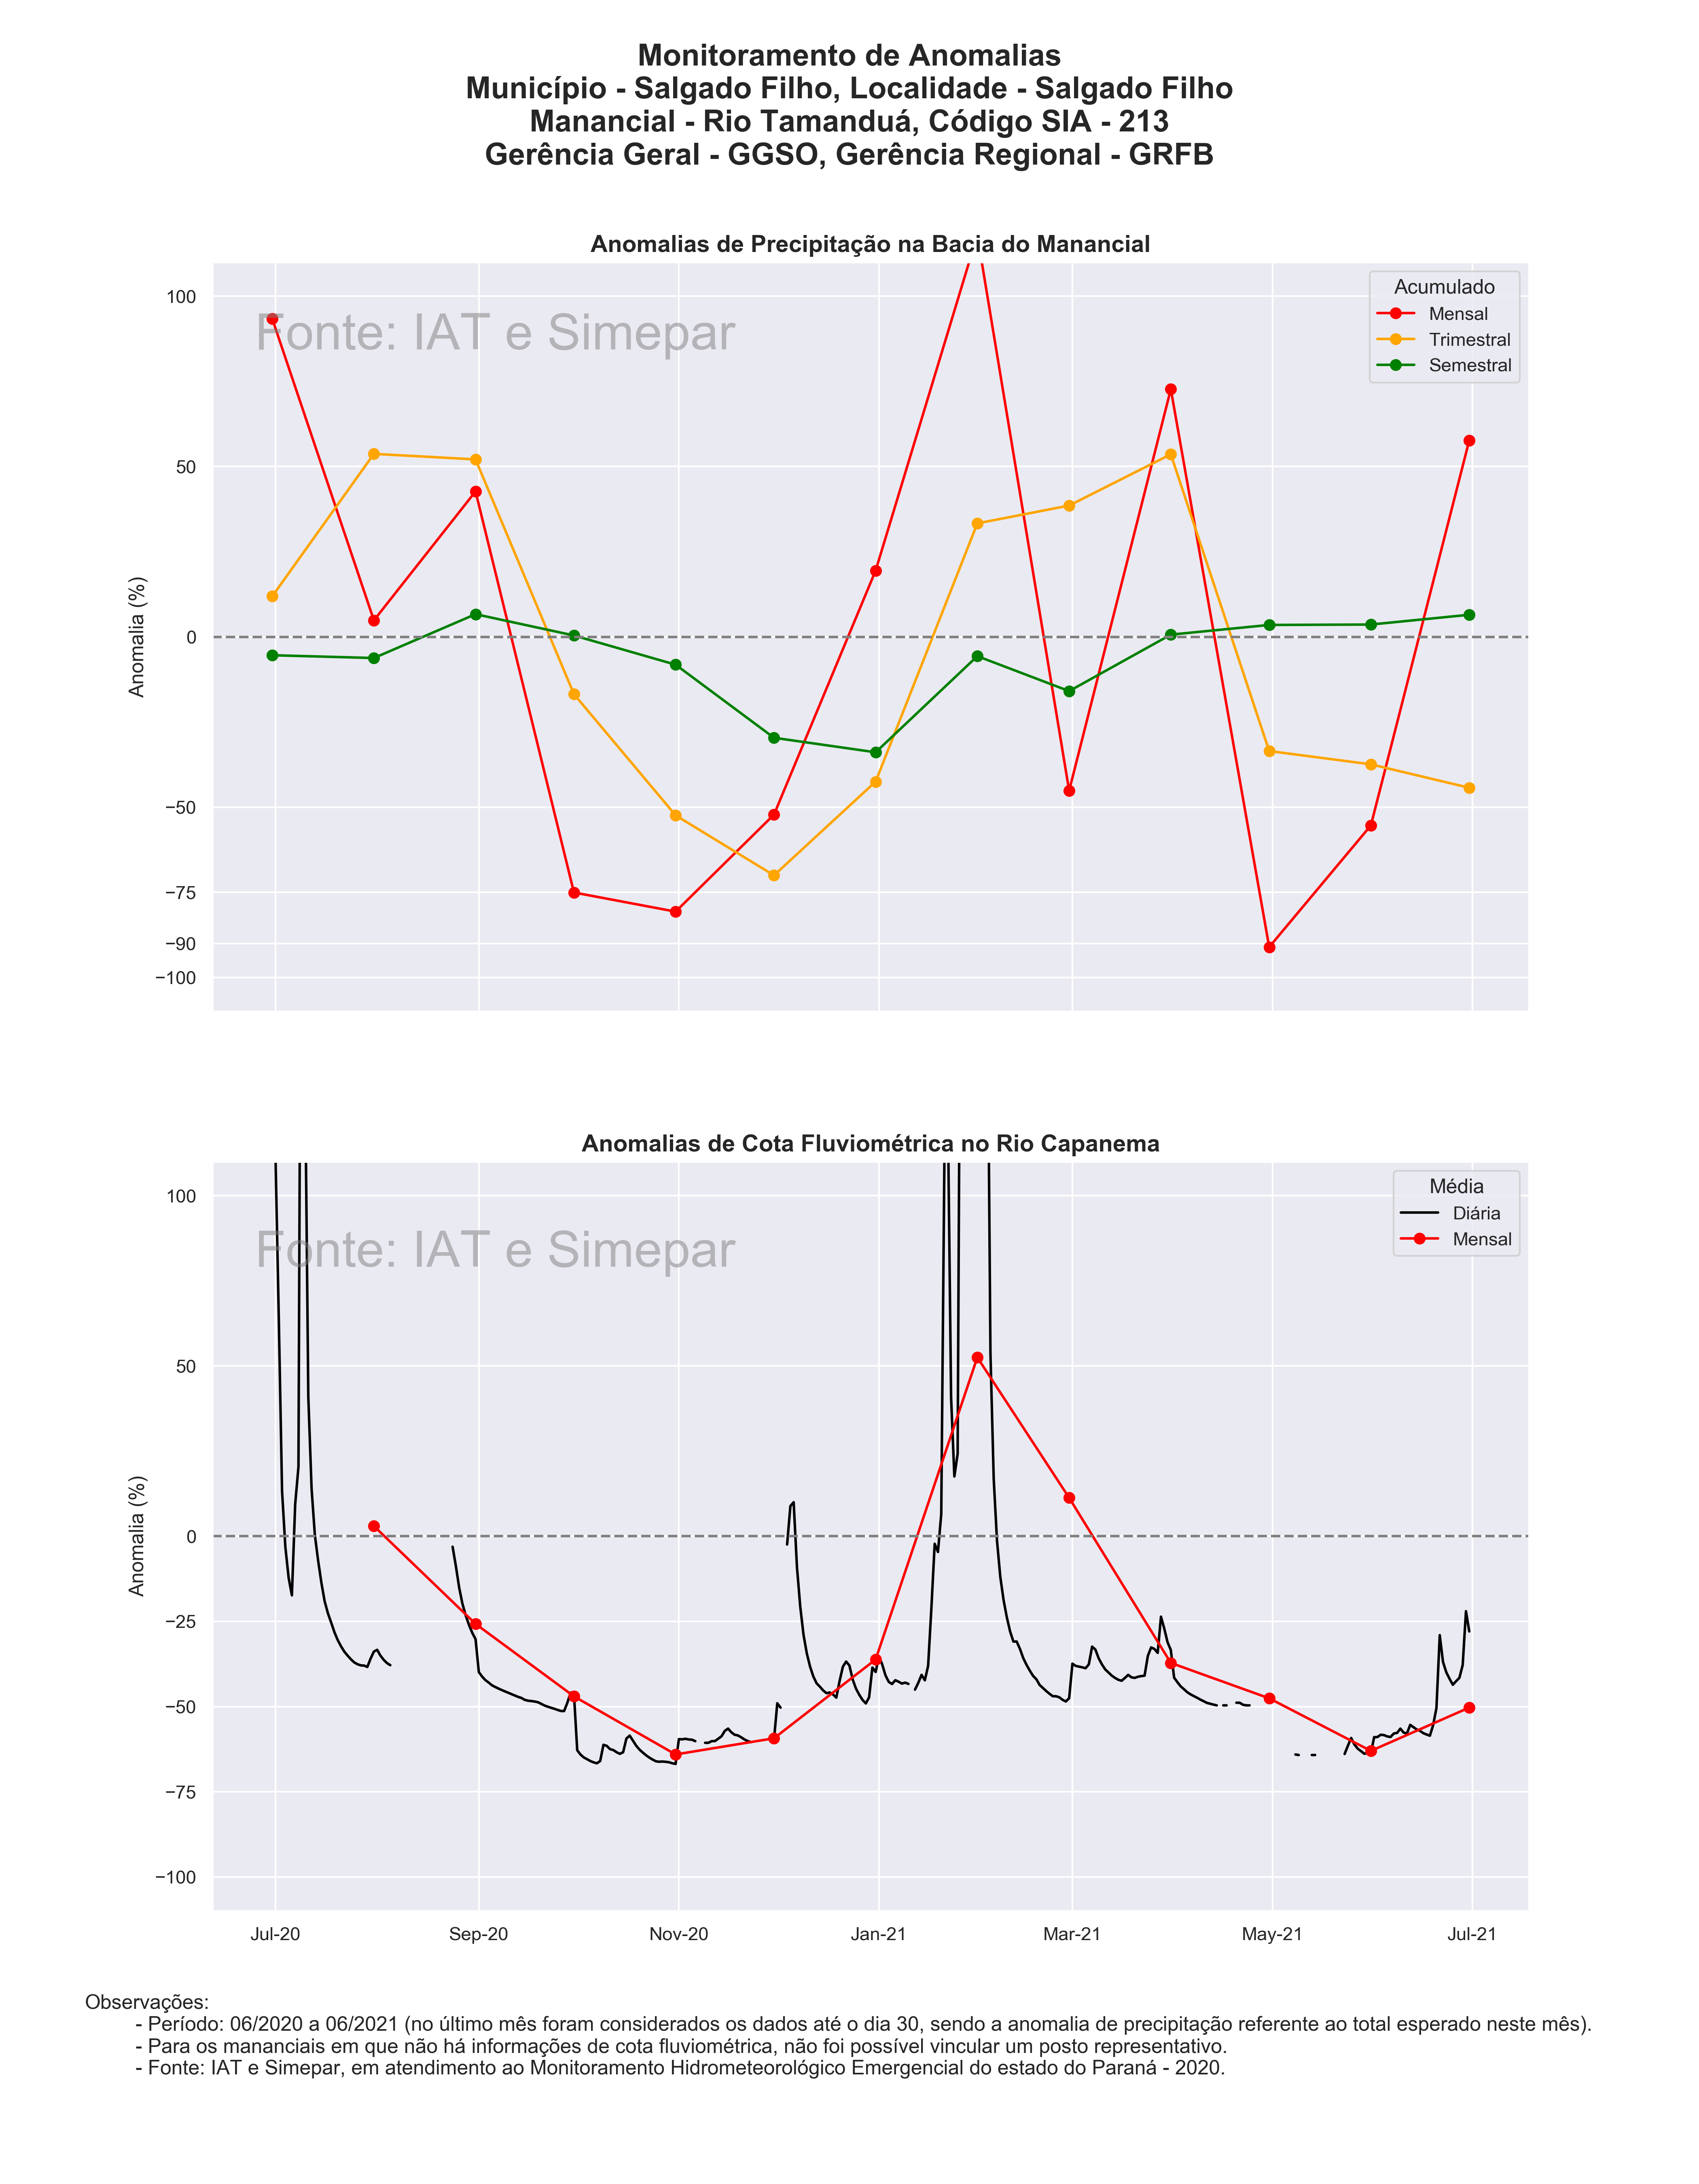 Monitoramento de Anomalias
Município - Salgado Filho, Localidade - Salgado Filho
Manancial - Rio Tamanduá, Código SIA - 213
Gerência Geral - GGSO, Gerência Regional - GRFB
Anomalias de Precipitação na Bacia do Manancial
Fonte: IAT e Simepar
Acumulado
Mensal
Trimestral
Semestral
Anomalia (%)
100
50
0
−50
−75
−90
−100
Anomalias de Cota Fluviométrica no Rio Capanema
Fonte: IAT e Simepar
Média
Diária
Mensal
Anomalia (%)
100
50
0
−25
−50
−75
−100
Jul-20 Sep-20 Nov-20 Jan-21 Mar-21 May-21 Jul-21
Observações:
- Período: 06/2020 a 06/2021 (no último mês foram considerados os dados até o dia 30, sendo a anomalia de precipitação referente ao total esperado neste mês).
- Para os mananciais em que não há informações de cota fluviométrica, não foi possível vincular um posto representativo.
- Fonte: IAT e Simepar, em atendimento ao Monitoramento Hidrometeorológico Emergencial do estado do Paraná - 2020.